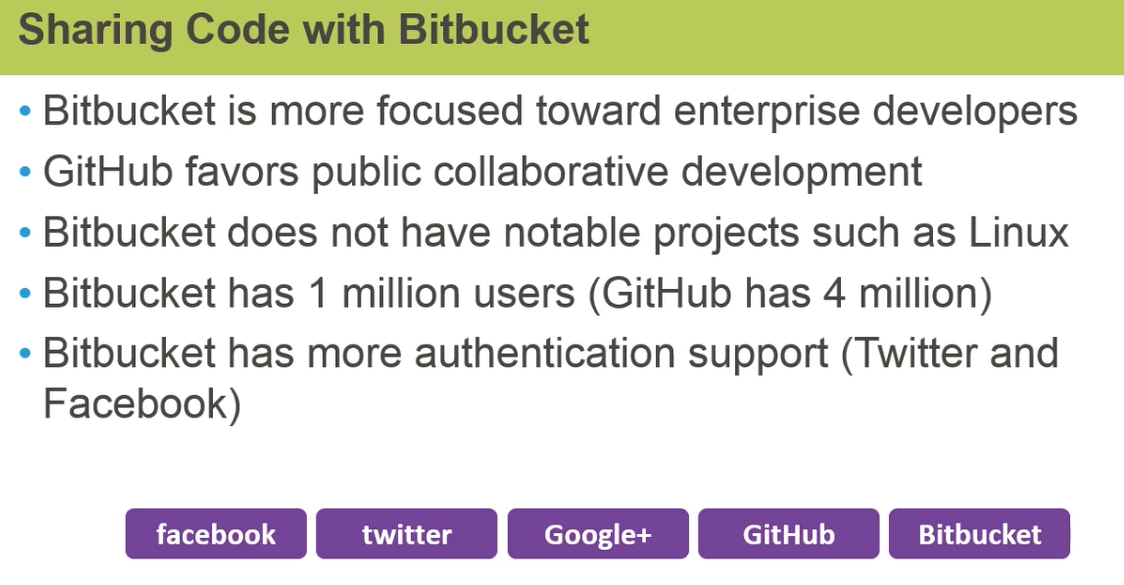 Sharing Code with Bitbucket
• Bitbucket is more focused toward enterprise developers
• GitHub favors public collaborative development
• Bitbucket does not have notable projects such as Linux
• Bitbucket has 1 million users (GitHub has 4 million)
• Bitbucket has more authentication support (Twitter and
Facebook)
facebook twitter Google+ GitHub Bitbucket